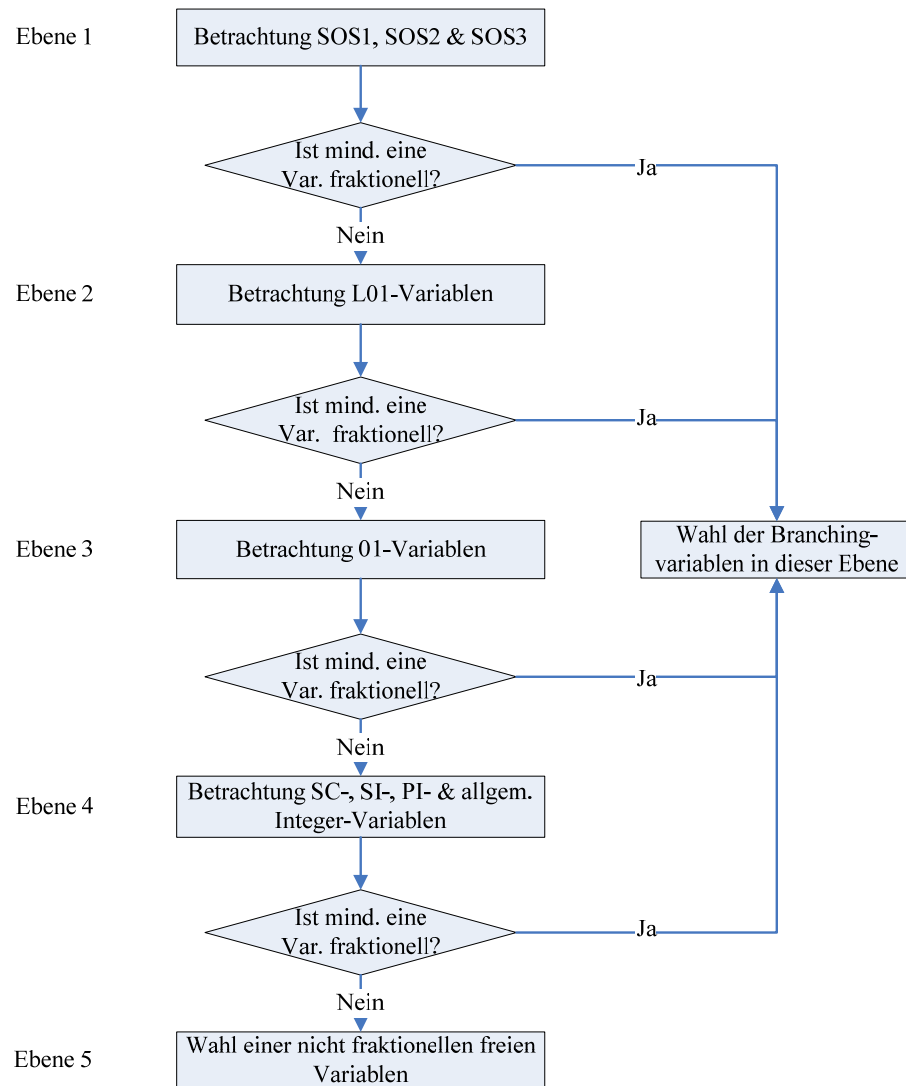 Ebene 1
Betrachtung SOS1, SOS2 & SOS3
Ist mind. eine
Var. fraktionell?
Ja
Nein
Ebene 2
Betrachtung L01-Variablen
Ist mind. eine
Var. fraktionell?
Ja
Nein
Ebene 3
Betrachtung 01-Variablen
Wahl der Branching-
variablen in dieser Ebene
Ist mind. eine
Var. fraktionell?
Ja
Nein
Ebene 4
Betrachtung SC-, SI-, PI- & allgem.
Integer-Variablen
Ist mind. eine
Var. fraktionell?
Ja
Nein
Ebene 5
Wahl einer nicht fraktionellen freien
Variablen